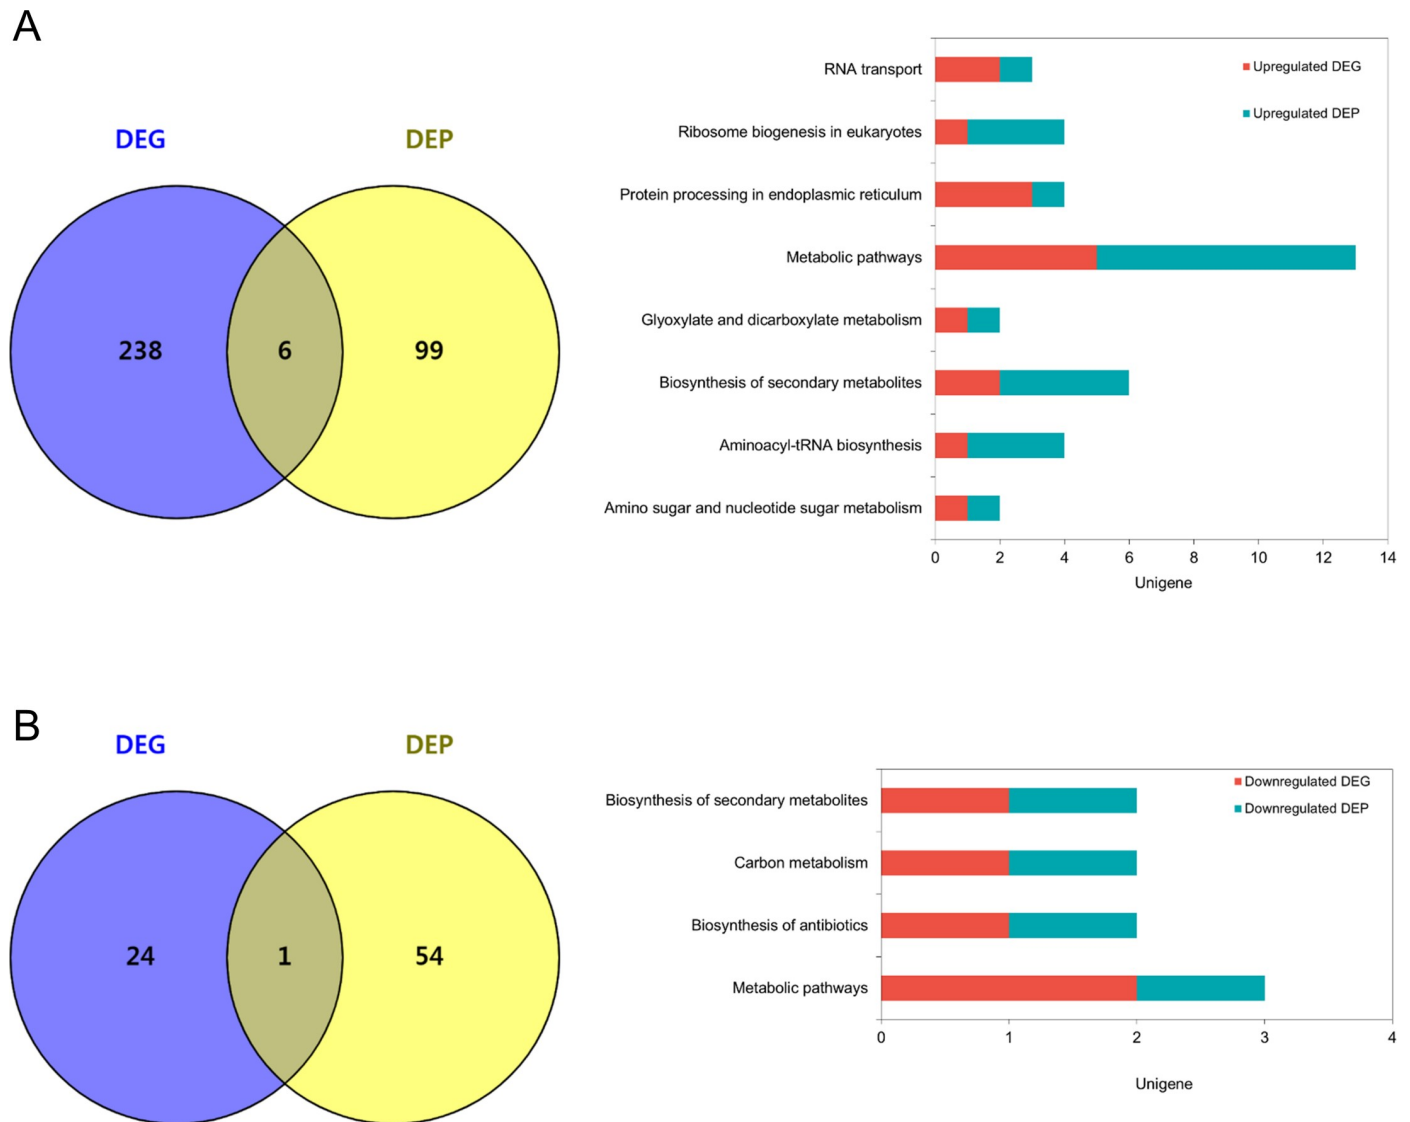 A
DEG
DEP
238
6
99
RNA transport
Ribosome biogenesis in eukaryotes
Protein processing in endoplasmic reticulum
Metabolic pathways
Glyoxylate and dicarboxylate metabolism
Biosynthesis of secondary metabolites
Aminoacyl-tRNA biosynthesis
Amino sugar and nucleotide sugar metabolism
Upregulated DEG
Upregulated DEP
0 2 4 6 8 10 12 14
Unigene
B
DEG
DEP
24
1
54
Biosynthesis of secondary metabolites
Carbon metabolism
Biosynthesis of antibiotics
Metabolic pathways
Downregulated DEG
Downregulated DEP
0 1 2 3 4
Unigene